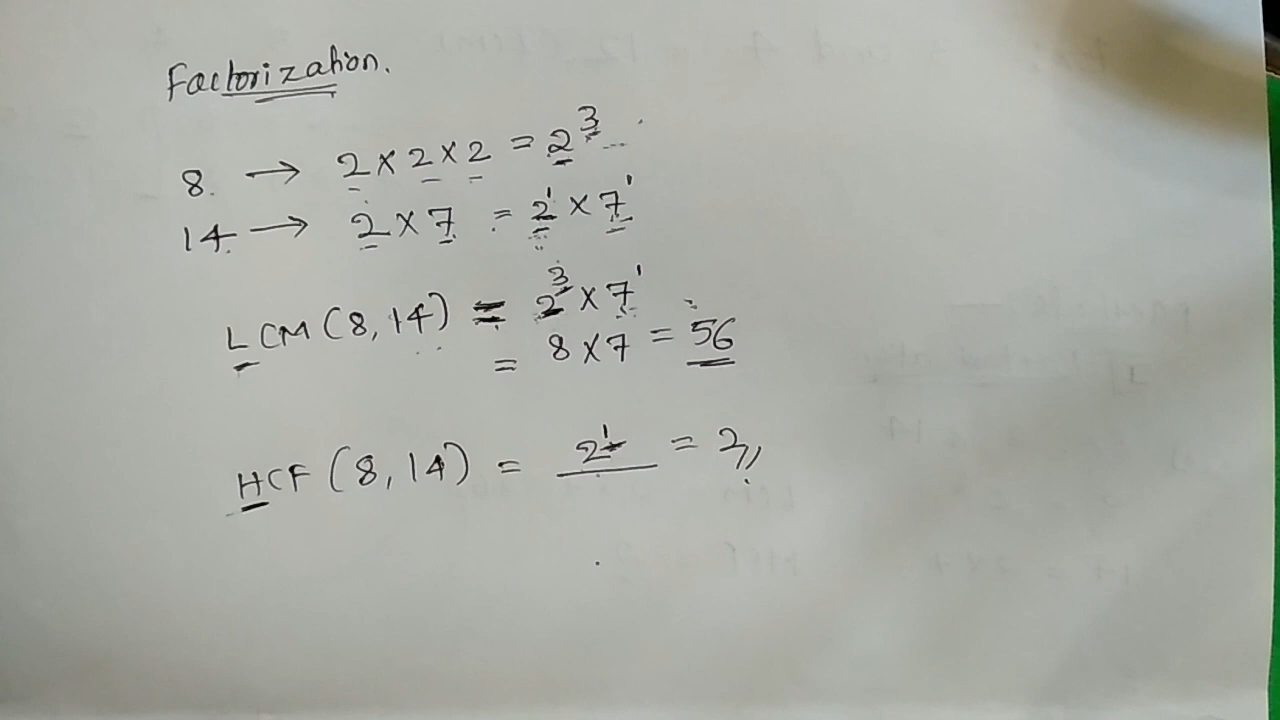 Factorization.
8 → 2 × 2 × 2 = 2³
14 → 2 × 7 = 2¹ × 7¹
LCM (8, 14) = 2³ × 7¹
= 8 × 7 = 56
HCF (8, 14) = 2¹ = 2//